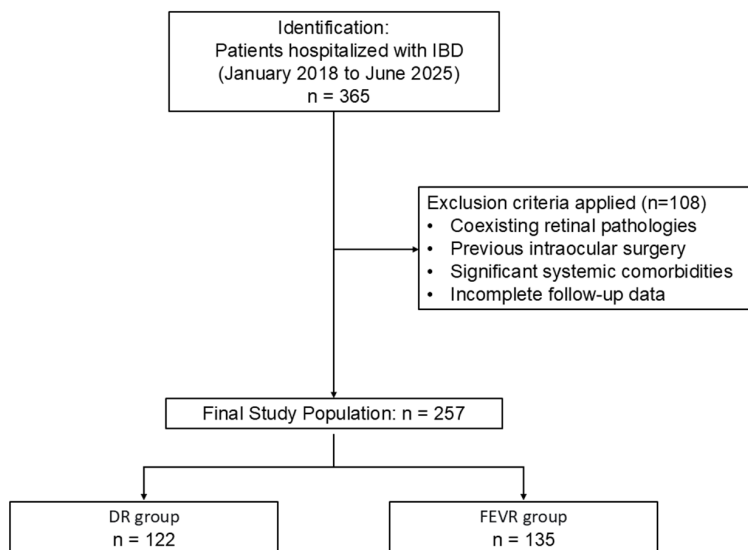 Identification:
Patients hospitalized with IBD
(January 2018 to June 2025)
n = 365
Exclusion criteria applied (n=108)
• Coexisting retinal pathologies
• Previous intraocular surgery
• Significant systemic comorbidities
• Incomplete follow-up data
Final Study Population: n = 257
DR group
n = 122
FEVR group
n = 135